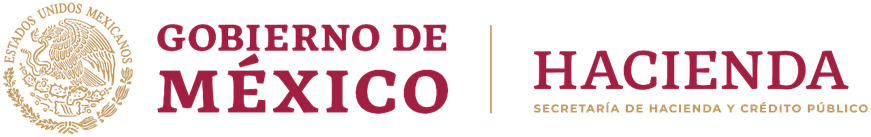 ESTADOS UNIDOS MEXICANOS
GOBIERNO DE
MÉXICO
HACIENDA
SECRETARÍA DE HACIENDA Y CRÉDITO PÚBLICO